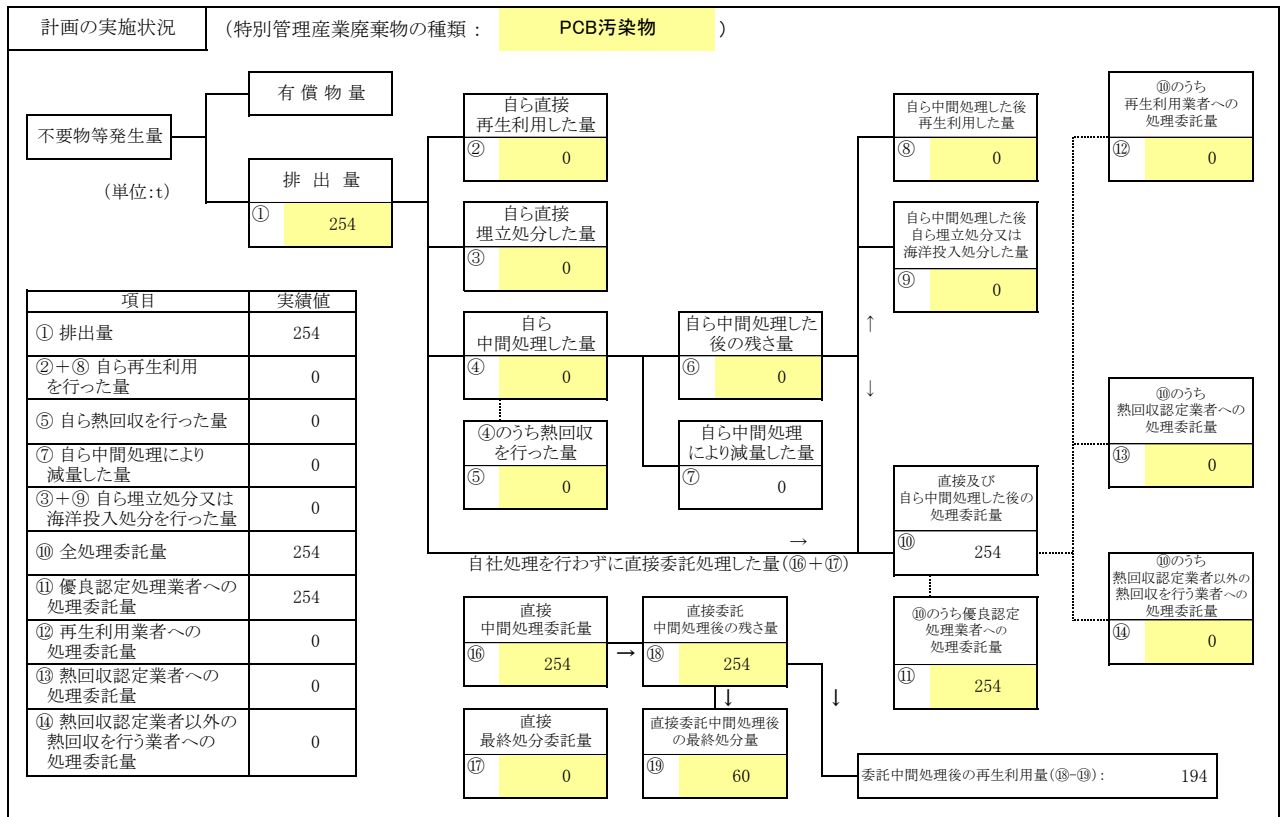 計画の実施状況
(特別管理産業廃棄物の種類： PCB汚染物 )
不要物等発生量
(単位:t)
有償物量
排出量
① 254
自ら直接
再生利用した量
② 0
自ら直接
埋立処分した量
③ 0
自ら
中間処理した量
④ 0
④のうち熱回収
を行った量
⑤ 0
自ら中間処理した
後の残さ量
⑥ 0
自ら中間処理
により減量した量
⑦ 0
自ら中間処理した後
再生利用した量
⑧ 0
自ら中間処理した後
自ら埋立処分又は
海洋投入処分した量
⑨ 0
↑
↓
直接及び
自ら中間処理した後の
処理委託量
⑩ 254
⑩のうち優良認定
処理業者への
処理委託量
⑪ 254
⑩のうち
再生利用業者への
処理委託量
⑫ 0
⑩のうち
熱回収認定業者への
処理委託量
⑬ 0
⑩のうち
熱回収認定業者以外の
熱回収を行う業者への
処理委託量
⑭ 0
→
自社処理を行わずに直接委託処理した量(⑯＋⑰)
直接
中間処理委託量
⑯ 254
→
直接委託
中間処理後の残さ量
⑱ 254
↓
↓
直接
最終処分委託量
⑰ 0
直接委託中間処理後
の最終処分量
⑲ 60
委託中間処理後の再生利用量(⑱-⑲)： 194
項目 実績値
① 排出量 254
②＋⑧ 自ら再生利用
を行った量 0
⑤ 自ら熱回収を行った量 0
⑦ 自ら中間処理により
減量した量 0
③＋⑨ 自ら埋立処分又は
海洋投入処分を行った量 0
⑩ 全処理委託量 254
⑪ 優良認定処理業者への
処理委託量 254
⑫ 再生利用業者への
処理委託量 0
⑬ 熱回収認定業者への
処理委託量 0
⑭ 熱回収認定業者以外の
熱回収を行う業者への
処理委託量 0